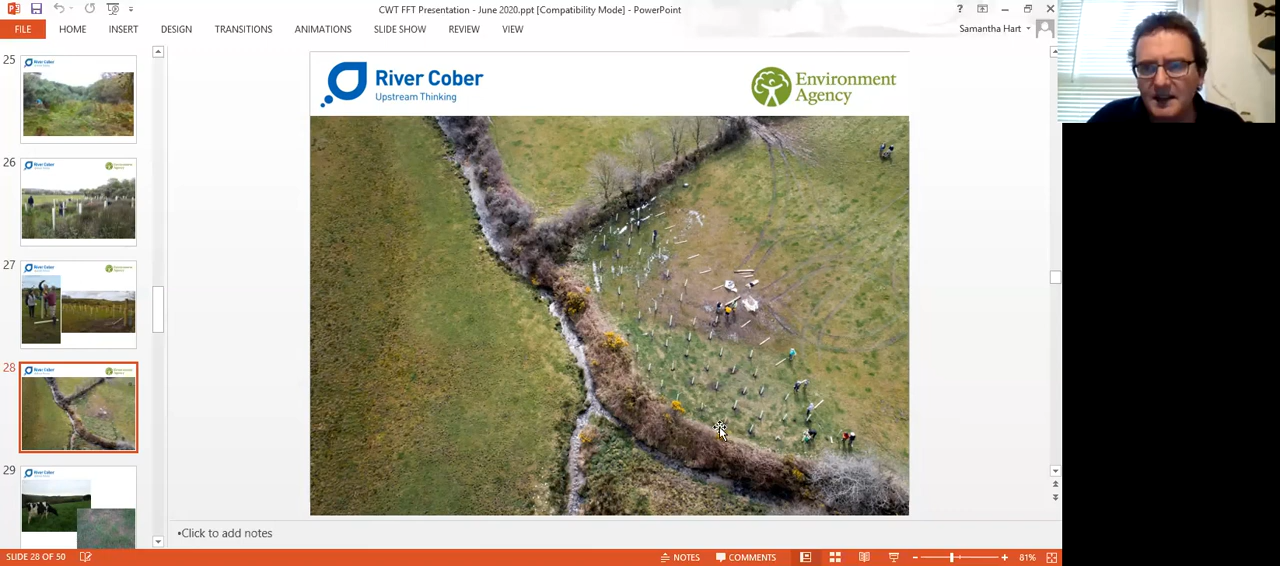 CWT FFT Presentation - June 2020.ppt [Compatibility Mode] - PowerPoint
FILE
HOME
INSERT
DESIGN
TRANSITIONS
ANIMATIONS
DE SHOW
REVIEW
VIEW
Samantha Hart
25
26
27
28
29
River Cober
Upstream Thinking
Environment
Agency
•Click to add notes
SLIDE 28 OF 50
NOTES
COMMENTS
81%